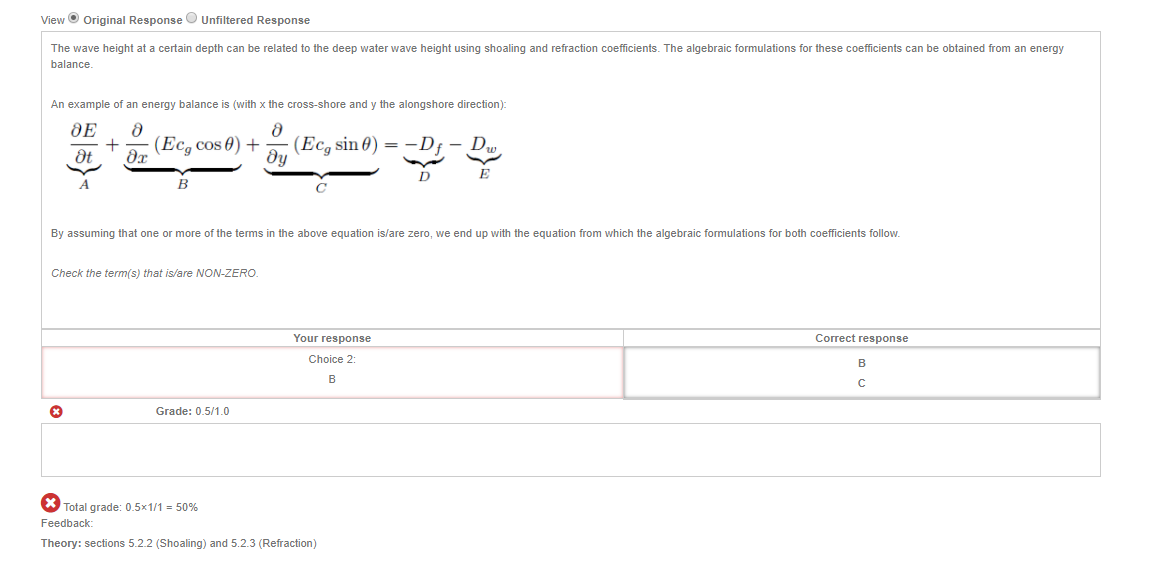 View Original Response Unfiltered Response
The wave height at a certain depth can be related to the deep water wave height using shoaling and refraction coefficients. The algebraic formulations for these coefficients can be obtained from an energy
balance.
An example of an energy balance is (with x the cross-shore and y the alongshore direction):
∂E/∂t + ∂/∂x (Ec_g cos θ) + ∂/∂y (Ec_g sin θ) = −D_f − D_w
A B C D E
By assuming that one or more of the terms in the above equation is/are zero, we end up with the equation from which the algebraic formulations for both coefficients follow.
Check the term(s) that is/are NON-ZERO.
Your response Correct response
Choice 2:
B
B
C
Grade: 0.5/1.0
Total grade: 0.5×1/1 = 50%
Feedback:
Theory: sections 5.2.2 (Shoaling) and 5.2.3 (Refraction)